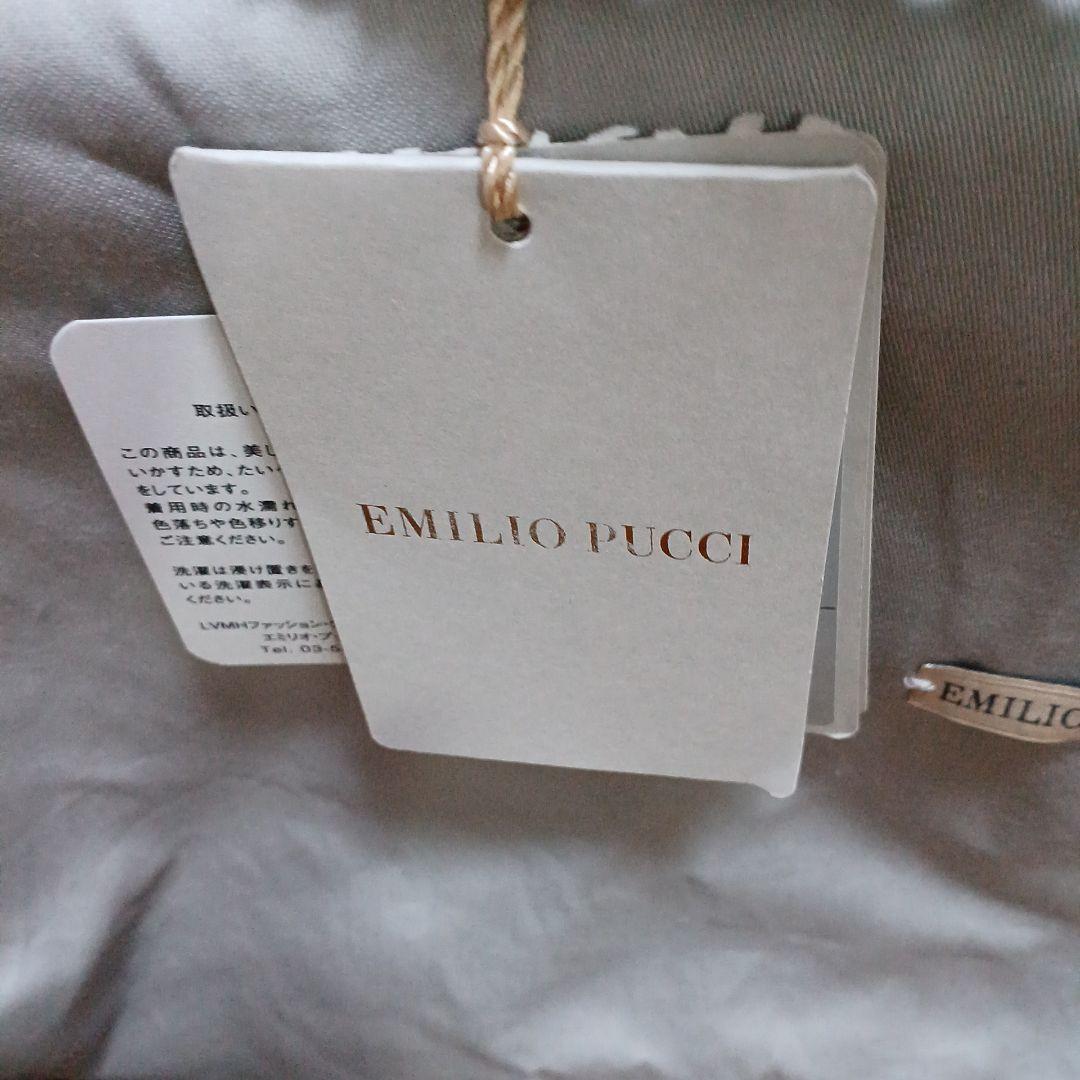 取扱い
この商品は、美し
いかすため、たい
をしています。
着用時の水濡れ
色落ちや色移りす
ご注意ください。
洗濯は浸け置きを
いる洗濯表示に
ください。
LVMHファッション・
エミリオ・プ
Tel. 03-5
EMILIO PUCCI
EMILIO